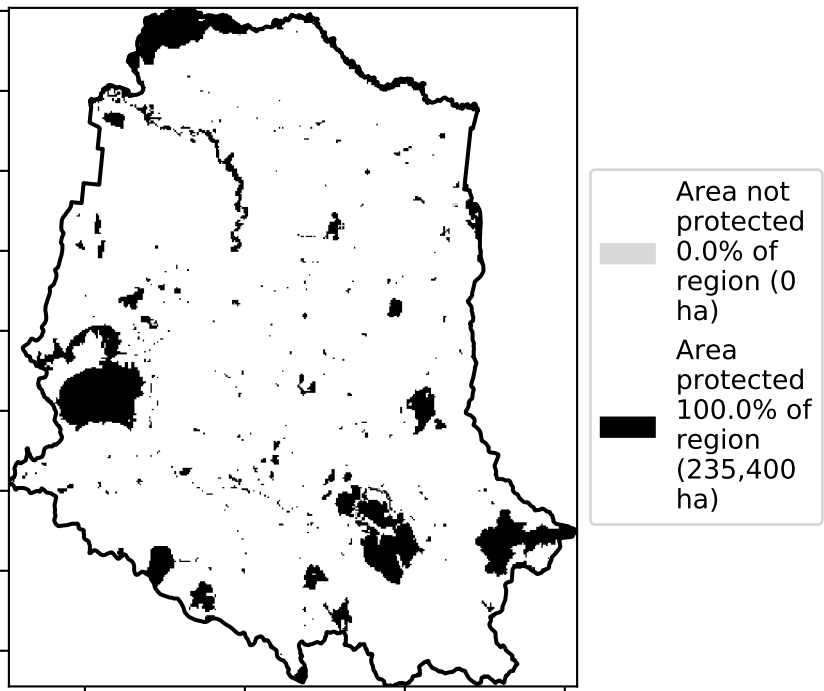 Area not
protected
0.0% of
region (0
ha)
Area
protected
100.0% of
region
(235,400
ha)